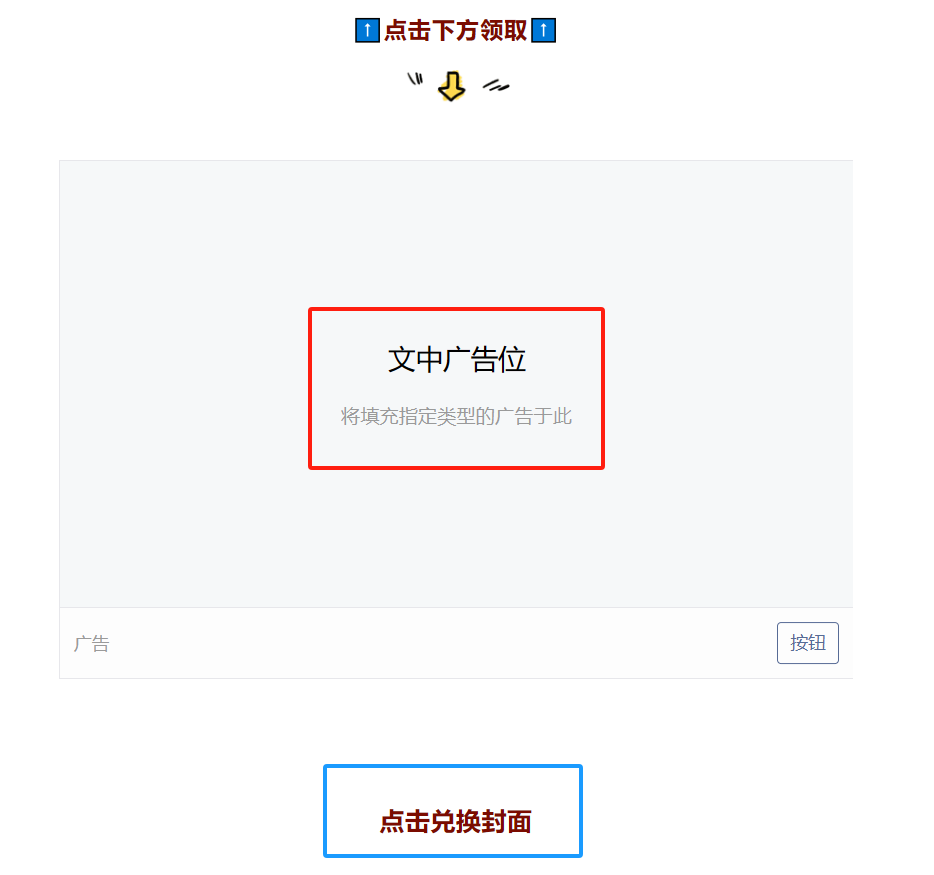 ⬆点击下方领取⬆
文中广告位
将填充指定类型的广告于此
广告
按钮
点击兑换封面